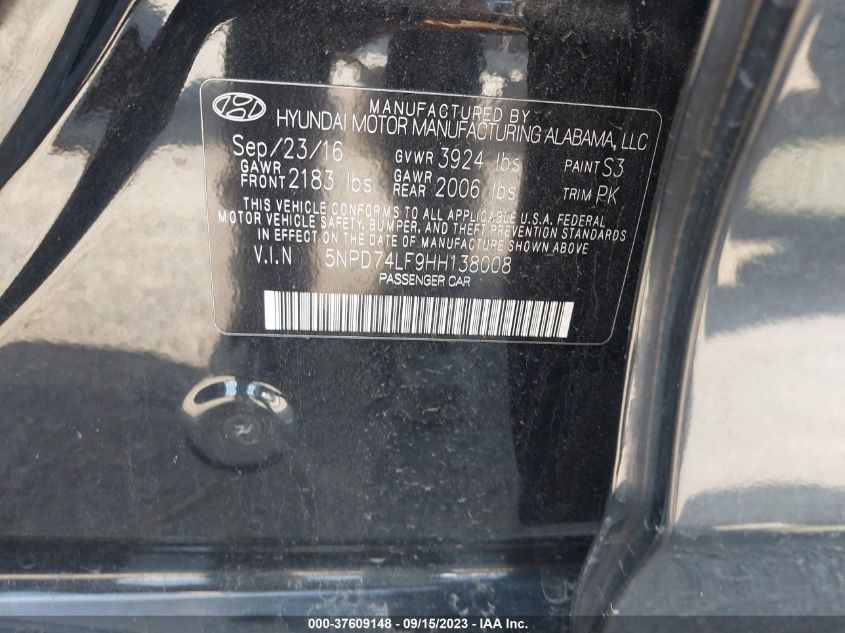 MANUFACTURED BY
HYUNDAI MOTOR MANUFACTURING ALABAMA, LLC
Sep/23/16 GVWR 3924 lbs PAINT S3
GAWR FRONT 2183 lbs GAWR REAR 2006 lbs TRIM PK
THIS VEHICLE CONFORMS TO ALL APPLICABLE U.S.A. FEDERAL
MOTOR VEHICLE SAFETY, BUMPER, AND THEFT PREVENTION STANDARDS
IN EFFECT ON THE DATE OF MANUFACTURE SHOWN ABOVE.
V.I.N 5NPD74LF9HH138008
PASSENGER CAR
000-37609148 - 09/15/2023 - IAAI.com